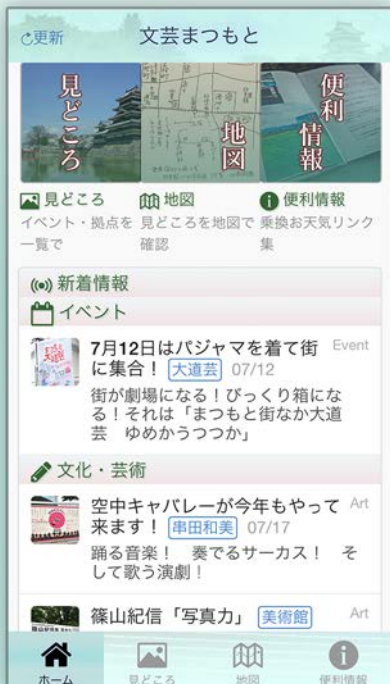 更新
文芸まつもと
見どころ
地図
便利情報
見どころ
イベント・拠点を
一覧で
地図
見どころを地図で
確認
便利情報
乗換お天気リンク
集
新着情報
イベント
7月12日はパジャマを着て街 Event
に集合！ 大道芸 07/12
街が劇場になる！びっくり箱にな
る！それは「まつもと街なか大道
芸　ゆめかうつつか」
文化・芸術
空中キャバレーが今年もやって Art
来ます！ 串田和美 07/17
踊る音楽！　奏でるサーカス！　そ
して歌う演劇！
篠山紀信「写真力」 美術館 Art
ホーム
見どころ
地図
便利情報